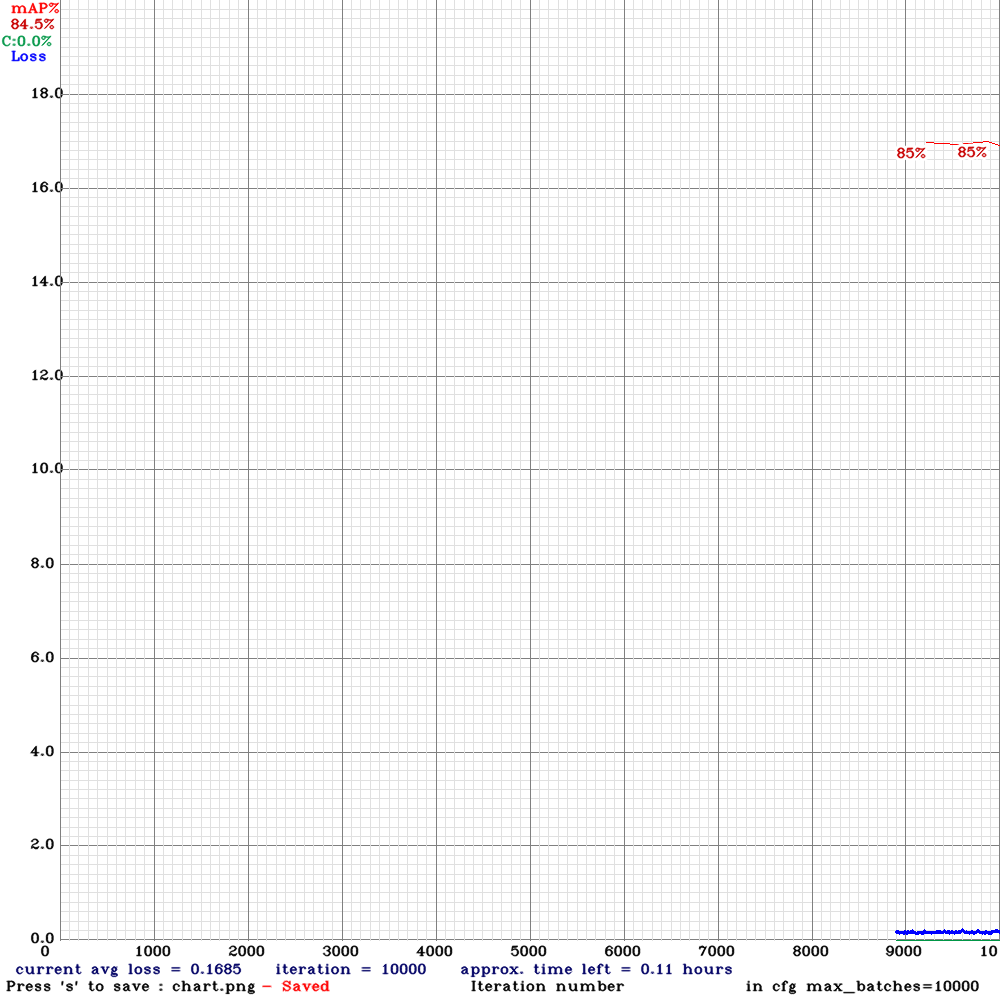 mAP%
84.5%
C:0.0%
Loss
18.0
85%
85%
16.0
14.0
12.0
10.0
8.0
6.0
4.0
2.0
0.0
0 1000 2000 3000 4000 5000 6000 7000 8000 9000 10
current avg loss = 0.1685 iteration = 10000 approx. time left = 0.11 hours
Press 's' to save : chart.png - Saved Iteration number in cfg max_batches=10000